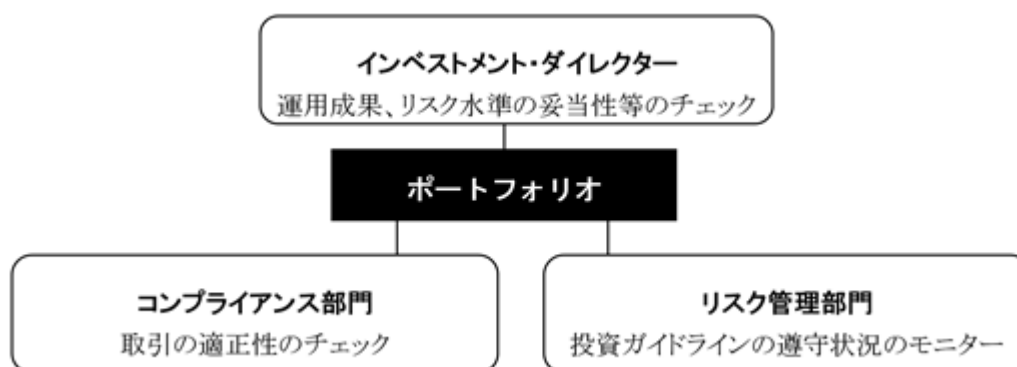 インベストメント・ダイレクター
運用成果、リスク水準の妥当性等のチェック
ポートフォリオ
コンプライアンス部門
取引の適正性のチェック
リスク管理部門
投資ガイドラインの遵守状況のモニター